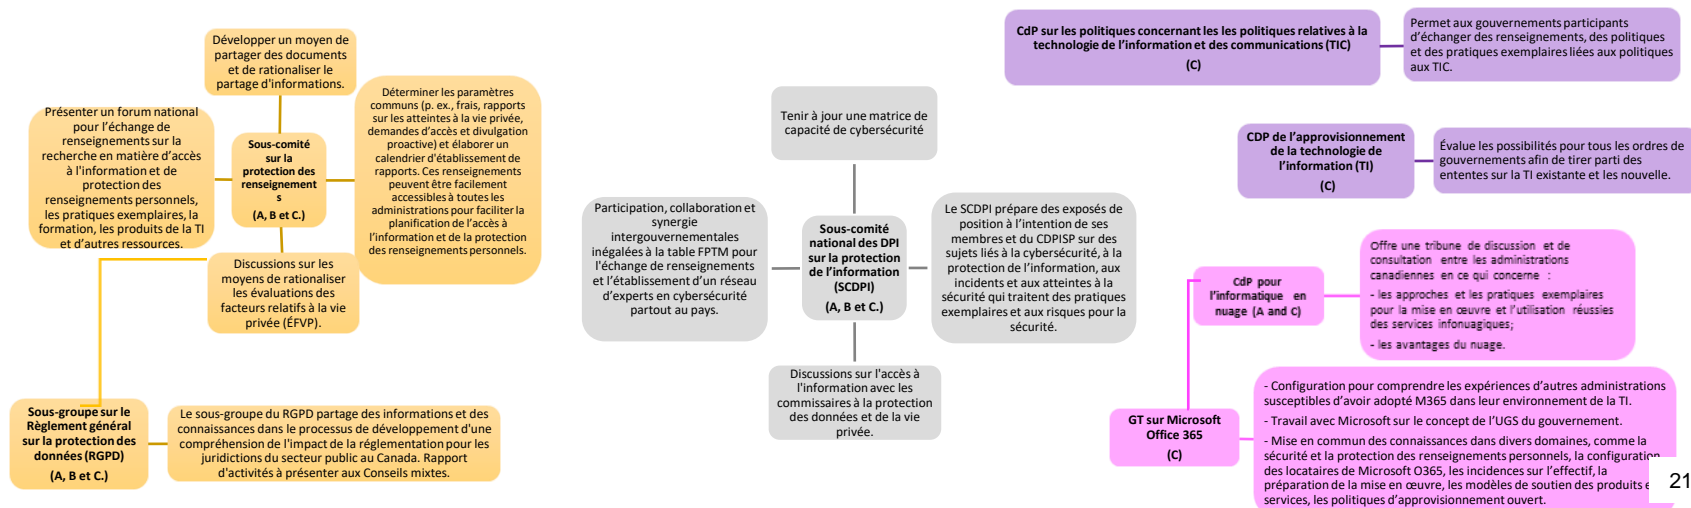 Développer un moyen de
partager des documents
et de rationaliser le
partage d'informations.
Présenter un forum national
pour l'échange de
renseignements sur la
recherche en matière d'accès
à l'information et de
protection des
renseignements personnels,
les pratiques exemplaires, la
formation, les produits de la TI
et d'autres ressources.
Sous-comité
sur la
protection des
renseignement
s
(A, B et C.)
Déterminer les paramètres
communs (p. ex., frais, rapports
sur les atteintes à la vie privée,
demandes d'accès et divulgation
proactive) et élaborer un
calendrier d'établissement de
rapports. Ces renseignements
peuvent être facilement
accessibles à toutes les
administrations pour faciliter la
planification de l'accès à
l'information et de la protection
des renseignements personnels.
Discussions sur les
moyens de rationaliser
les évaluations des
facteurs relatifs à la vie
privée (ÉFVP).
Sous-groupe sur le
Règlement général
sur la protection des
données (RGPD)
(A, B et C.)
Le sous-groupe du RGPD partage des informations et des
connaissances dans le processus de développement d'une
compréhension de l'impact de la réglementation pour les
juridictions du secteur public au Canada. Rapport
d'activités à présenter aux Conseils mixtes.
Tenir à jour une matrice de
capacité de cybersécurité
Participation, collaboration et
synergie
intergouvernementales
inégalées à la table FPTM pour
l'échange de renseignements
et l'établissement d'un réseau
d'experts en cybersécurité
partout au pays.
Sous-comité
national des DPI
sur la protection
de l'information
(SCDPI)
(A, B et C.)
Le SCDPI prépare des exposés de
position à l'intention de ses
membres et du CDPISP sur des
sujets liés à la cybersécurité, à la
protection de l'information, aux
incidents et aux atteintes à la
sécurité qui traitent des pratiques
exemplaires et aux risques pour la
sécurité.
Discussions sur l'accès à
l'information avec les
commissaires à la protection
des données et de la vie
privée.
CdP sur les politiques concernant les les politiques relatives à la
technologie de l'information et des communications (TIC)
(C)
Permet aux gouvernements participants
d'échanger des renseignements, des politiques
et des pratiques exemplaires liées aux politiques
aux TIC.
CDP de l'approvisionnement
de la technologie de
l'information (TI)
(C)
Évalue les possibilités pour tous les ordres de
gouvernements afin de tirer parti des
ententes sur la TI existante et les nouvelle.
CdP pour
l'informatique en
nuage (A and C)
Offre une tribune de discussion et de
consultation entre les administrations
canadiennes en ce qui concerne :
- les approches et les pratiques exemplaires
pour la mise en œuvre et l'utilisation réussies
des services infonuagiques;
- les avantages du nuage.
GT sur Microsoft
Office 365
(C)
- Configuration pour comprendre les expériences d'autres administrations
susceptibles d'avoir adopté M365 dans leur environnement de la TI.
- Travail avec Microsoft sur le concept de l'UGS du gouvernement.
- Mise en commun des connaissances dans divers domaines, comme la
sécurité et la protection des renseignements personnels, la configuration
des locataires de Microsoft O365, les incidences sur l'effectif, la
préparation de la mise en œuvre, les modèles de soutien des produits
services, les politiques d'approvisionnement ouvert.
21